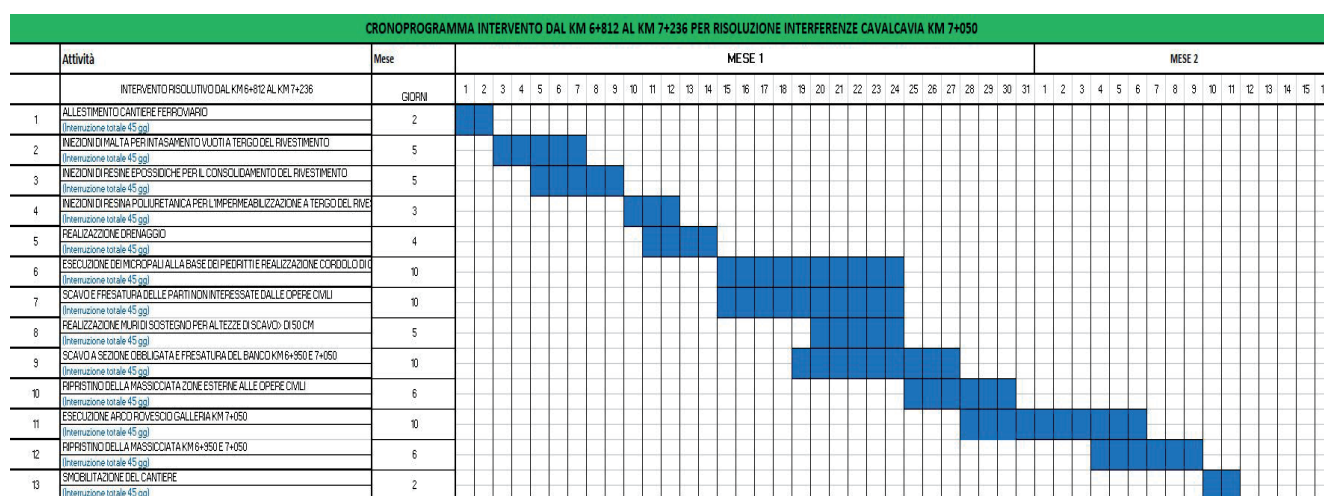 CRONOPROGRAMMA INTERVENTO DAL KM 6+812 AL KM 7+236 PER RISOLUZIONE INTERFERENZE CAVALCAVIA KM 7+050
Attività Mese MESE 1 MESE 2
INTERVENTO RISOLUTIVO DAL KM 6+812 AL KM 7+236 GIORNI 1 2 3 4 5 6 7 8 9 10 11 12 13 14 15 16 17 18 19 20 21 22 23 24 25 26 27 28 29 30 31 1 2 3 4 5 6 7 8 9 10 11 12 13 14 15 1
1 ALLESTIMENTO CANTIERE FERROVIARIO 2
(Interruzione totale 45 gg)
2 INIEZIONI DI MALTA PER INTASAMENTO VUOTI A TERGO DEL RIVESTIMENTO 5
(Interruzione totale 45 gg)
3 INIEZIONI DI RESINE EPOSSIDICHE PER IL CONSOLIDAMENTO DEL RIVESTIMENTO 5
(Interruzione totale 45 gg)
4 INIEZIONI DI RESINA POLIURETANICA PER L'IMPERMEABILIZZAZIONE A TERGO DEL RIVES 3
(Interruzione totale 45 gg)
5 REALIZAZZIONE DRENAGGIO 4
(Interruzione totale 45 gg)
6 ESECUZIONE DEI MICROPALI ALLA BASE DEI PIEDRITTI E REALIZZAZIONE CORDOLO DI C 10
(Interruzione totale 45 gg)
7 SCAVO E FRESATURA DELLE PARTI NON INTERESSATE DALLE OPERE CIVILI 10
(Interruzione totale 45 gg)
8 REALIZZAZIONE MURI DI SOSTEGNO PER ALTEZZE DI SCAVO> DI 50 CM 5
(Interruzione totale 45 gg)
9 SCAVO A SEZIONE OBBLIGATA E FRESATURA DEL BANCO KM 6+950 E 7+050 10
(Interruzione totale 45 gg)
10 RIPRISTINO DELLA MASSICCIATA ZONE ESTERNE ALLE OPERE CIVILI 6
(Interruzione totale 45 gg)
11 ESECUZIONE ARCO ROVESCIO GALLERIA KM 7+050 10
(Interruzione totale 45 gg)
12 RIPRISTINO DELLA MASSICCIATA KM 6+950 E 7+050 6
(Interruzione totale 45 gg)
13 SMOBILITAZIONE DEL CANTIERE 2
(Interruzione totale 45 gg)